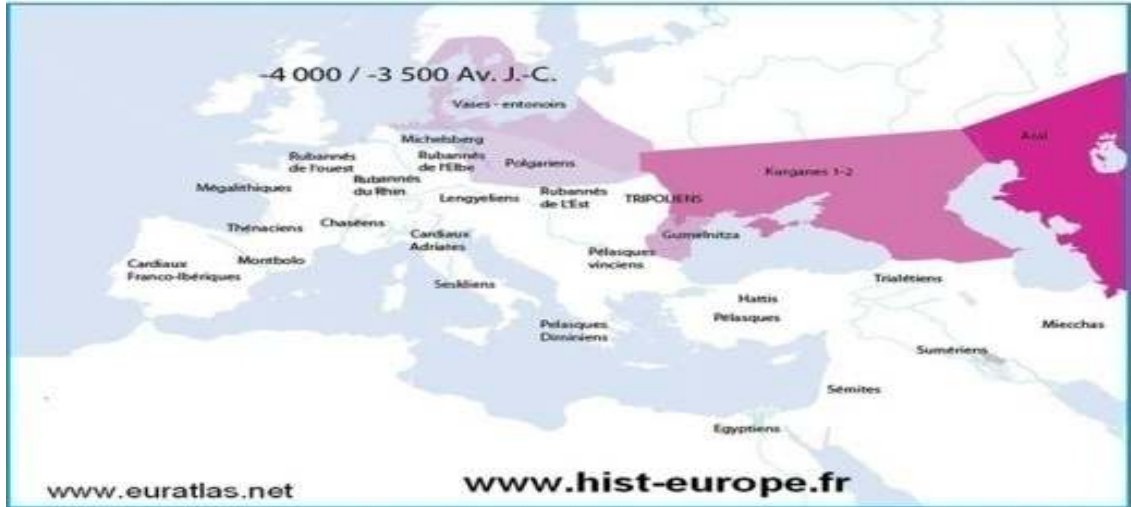 -4 000 / -3 500 Av. J.-C.
Vases - entonoirs
Aral
Michelsberg
Rubannés
de l'ouest
Rubannés
de l'Elbe
Polgariens
Kurganes 1-2
Mégalithiques
Rubannés
du Rhin
Lengyeliens
Rubannés
de L'Est
TRIPOLIENS
Thénaciens
Chaséens
Cardiaux
Adriates
Gumelnitza
Cardiaux
Franco-Ibériques
Montbolo
Pélasques
vinciens
Seskliens
Trialétiens
Hattis
Pélasques
Pelasques
Diminiens
Miecchas
Sumériens
Sémites
Egyptiens
www.euratlas.net
www.hist-europe.fr